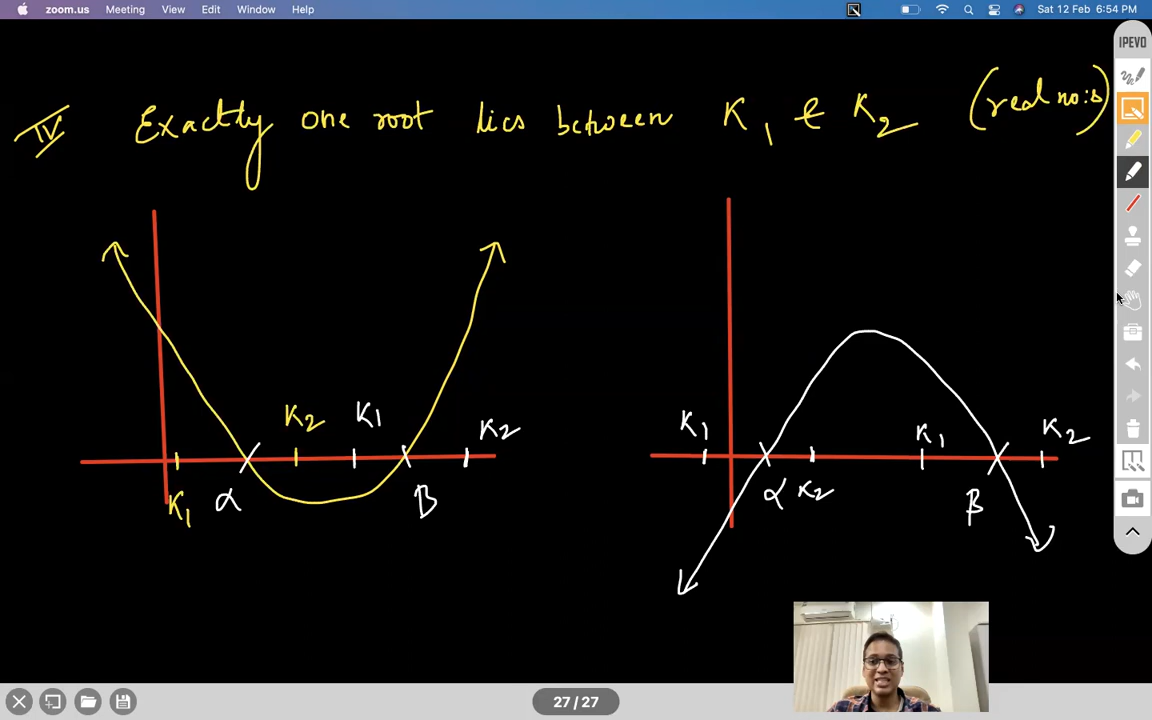 zoom.us Meeting View Edit Window Help Sat 12 Feb 6:54 PM
IPEVO
IV Exactly one root lies between K1 & K2 (real no:s)
K2 K1 K2
K1 α β
K1 K1 K2
α K2 β
27 / 27